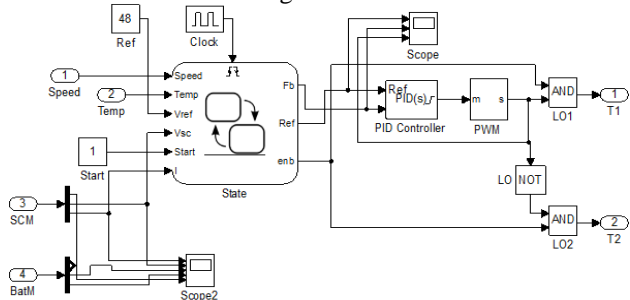 48
Ref
Clock
Scope
1
Speed
2
Temp
Speed
Temp
Vref
Vsc
Start
I
Fb
Ref
enb
State
1
Start
Ref
PID(s)
PID Controller
m
s
PWM
AND
LO1
1
T1
LO
NOT
AND
LO2
2
T2
3
SCM
4
BatM
Scope2